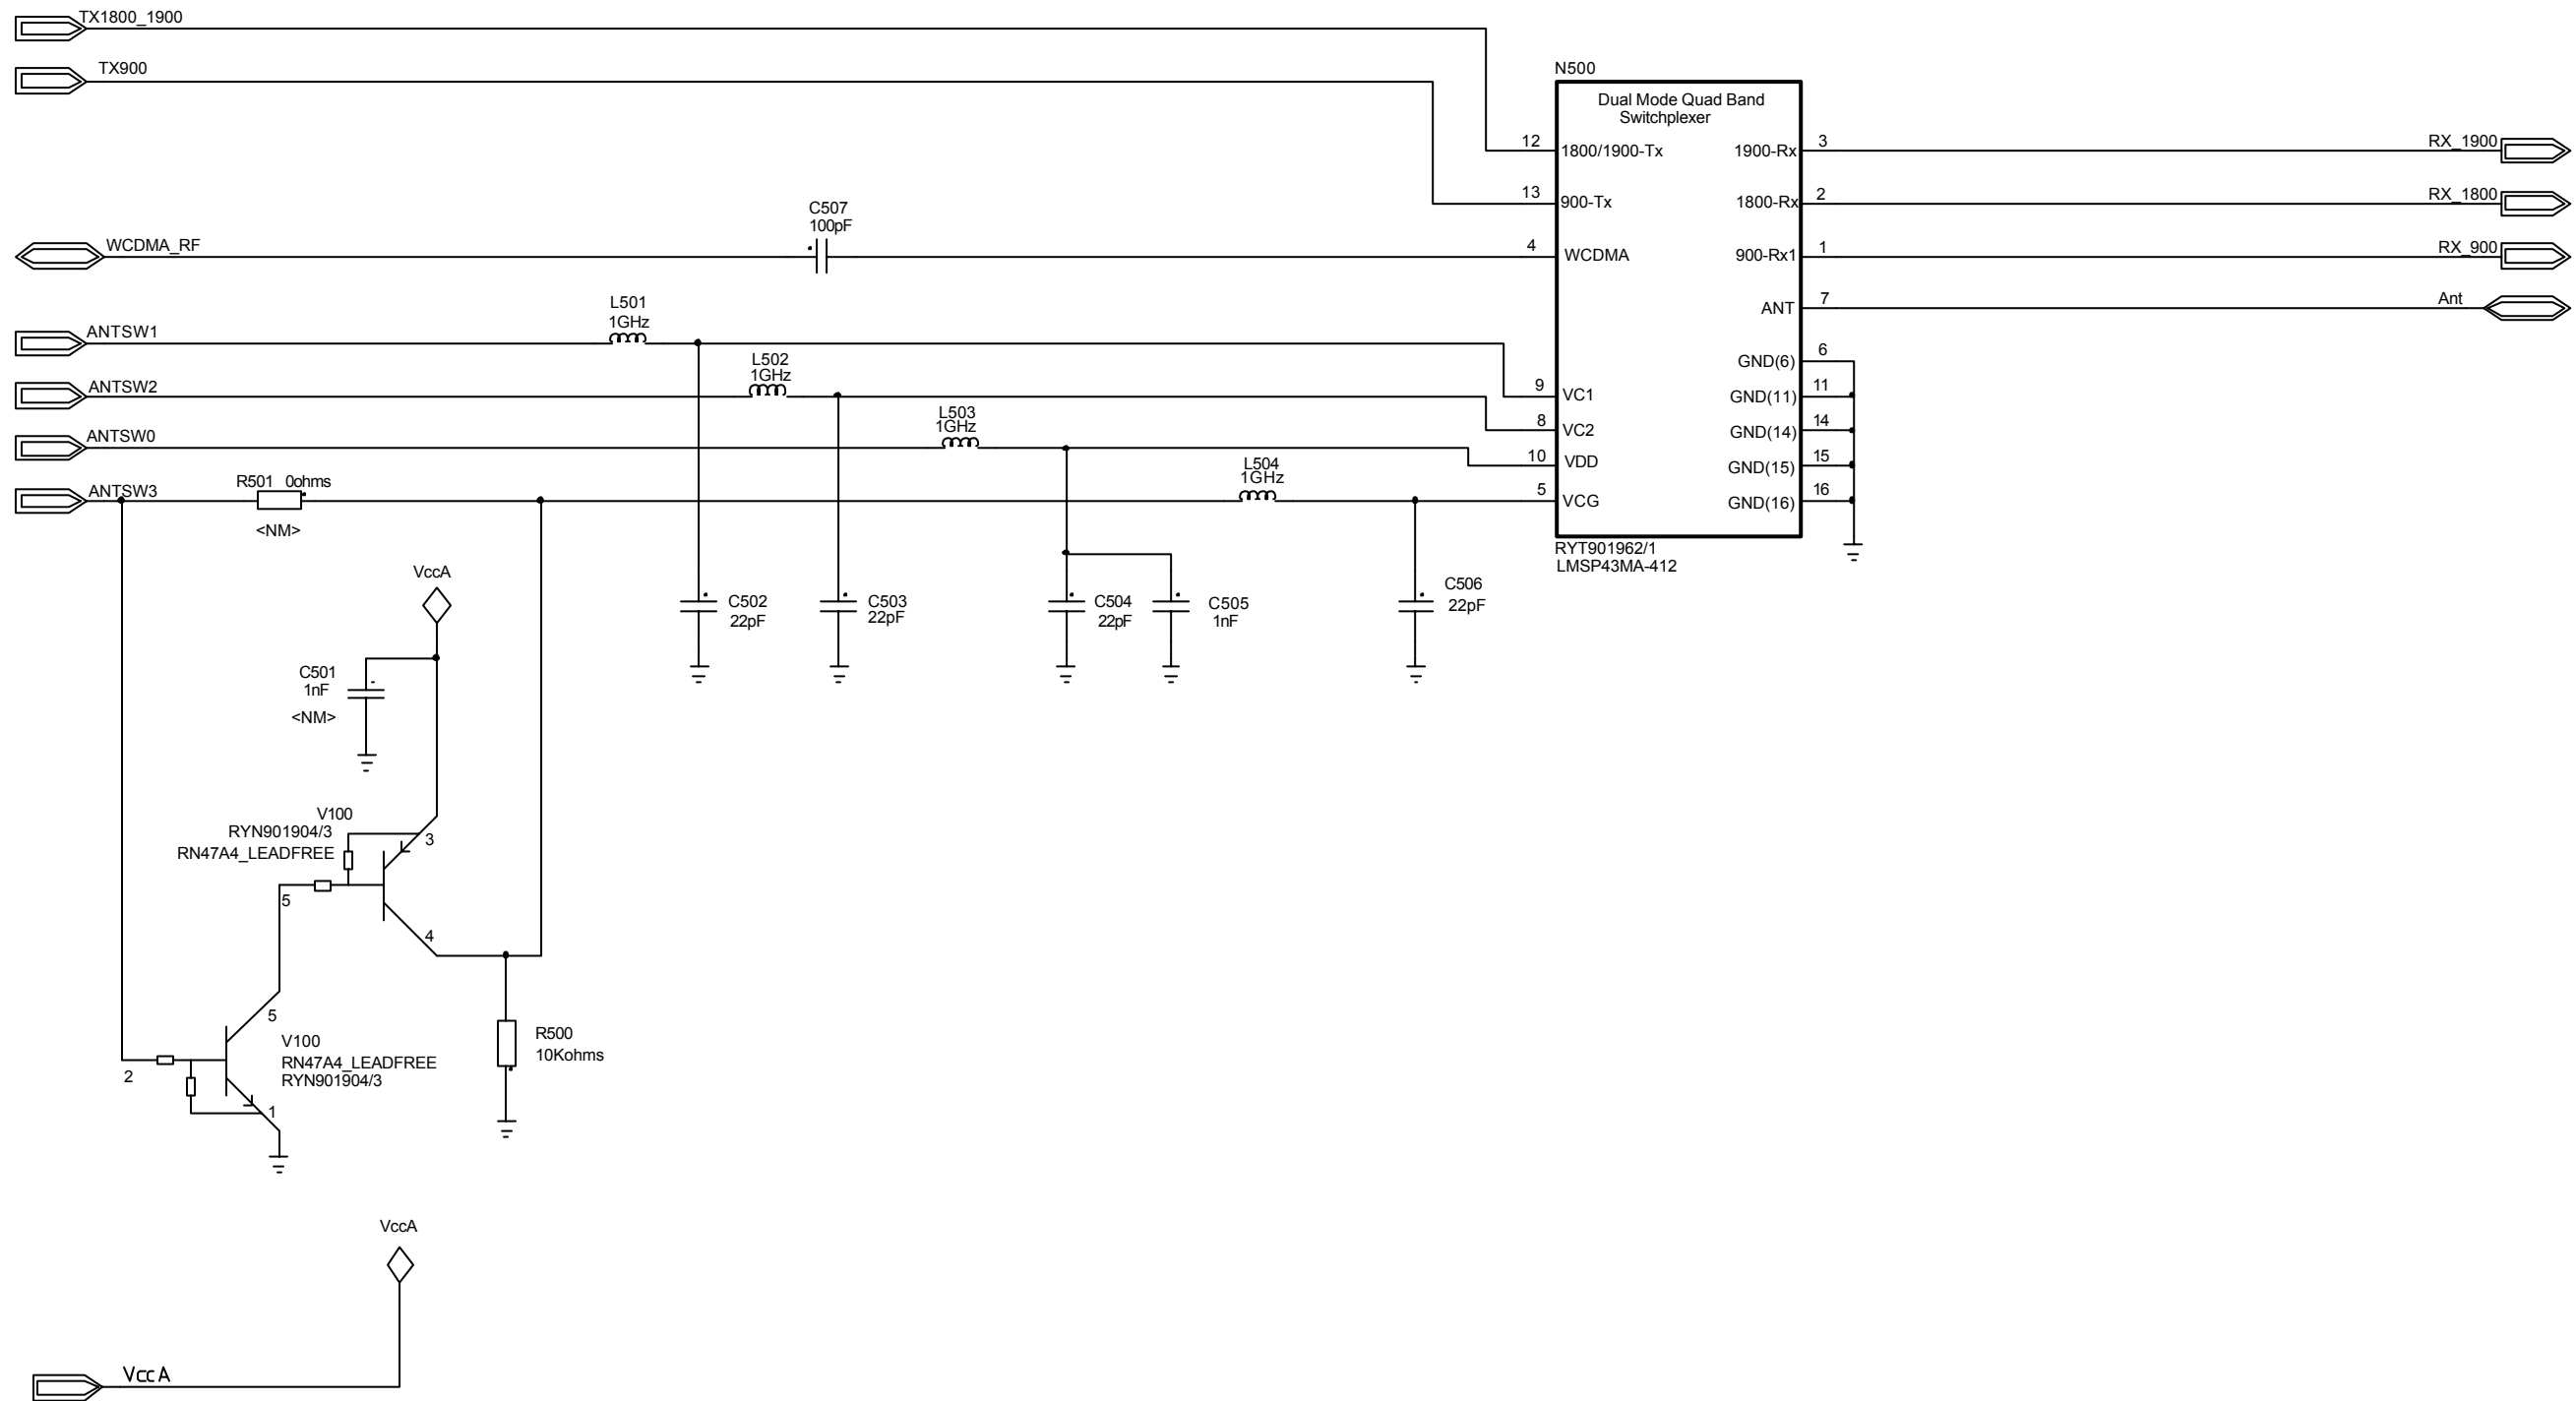 TX1800_1900
TX900
N500
Dual Mode Quad Band
Switchplexer
12
1800/1900-Tx
1900-Rx
3
RX_1900
13
900-Tx
1800-Rx
2
RX_1800
C507
100pF
WCDMA_RF
4
WCDMA
900-Rx1
1
RX_900
ANT
7
Ant
L501
1GHz
ANTSW1
L502
1GHz
ANTSW2
9
VC1
GND(6)
6
GND(11)
11
L503
1GHz
ANTSW0
8
VC2
GND(14)
14
10
VDD
GND(15)
15
L504
1GHz
ANTSW3
R501 0ohms
<NM>
5
VCG
GND(16)
16
RYT901962/1
LMSP43MA-412
VccA
C502
22pF
C503
22pF
C504
22pF
C505
1nF
C506
22pF
C501
1nF
<NM>
V100
RYN901904/3
RN47A4_LEADFREE
3
5
4
5
V100
RN47A4_LEADFREE
RYN901904/3
2
1
R500
10Kohms
VccA
VccA